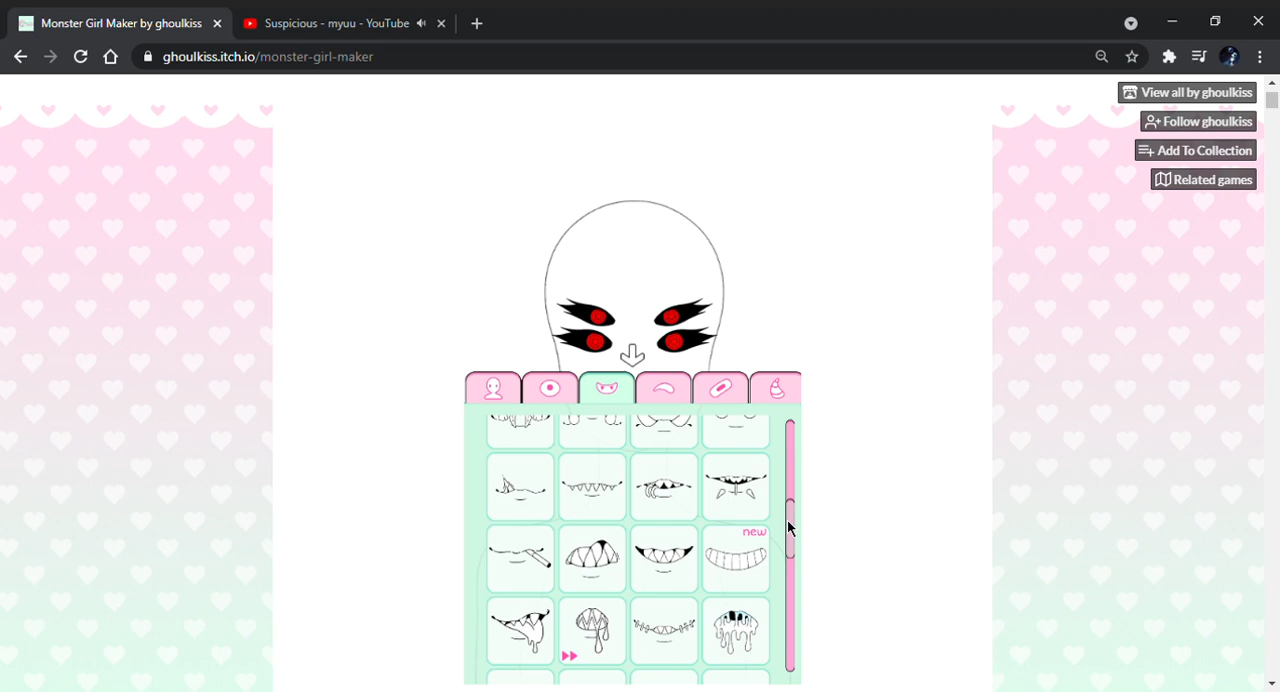 Monster Girl Maker by ghoulkiss
Suspicious - myuu - YouTube
ghoulkiss.itch.io/monster-girl-maker
View all by ghoulkiss
Follow ghoulkiss
Add To Collection
Related games
new